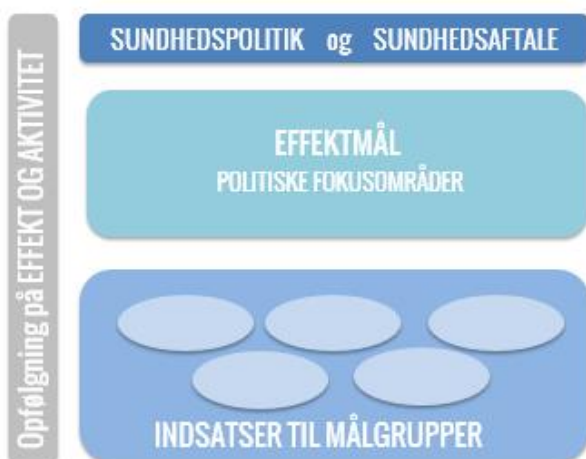 Opfølgning på EFFEKT OG AKTIVITET
SUNDHEDSPOLITIK og SUNDHEDSAFTALE
EFFEKTMÅL
POLITISKE FOKUSOMRÅDER
INDSATSER TIL MÅLGRUPPER